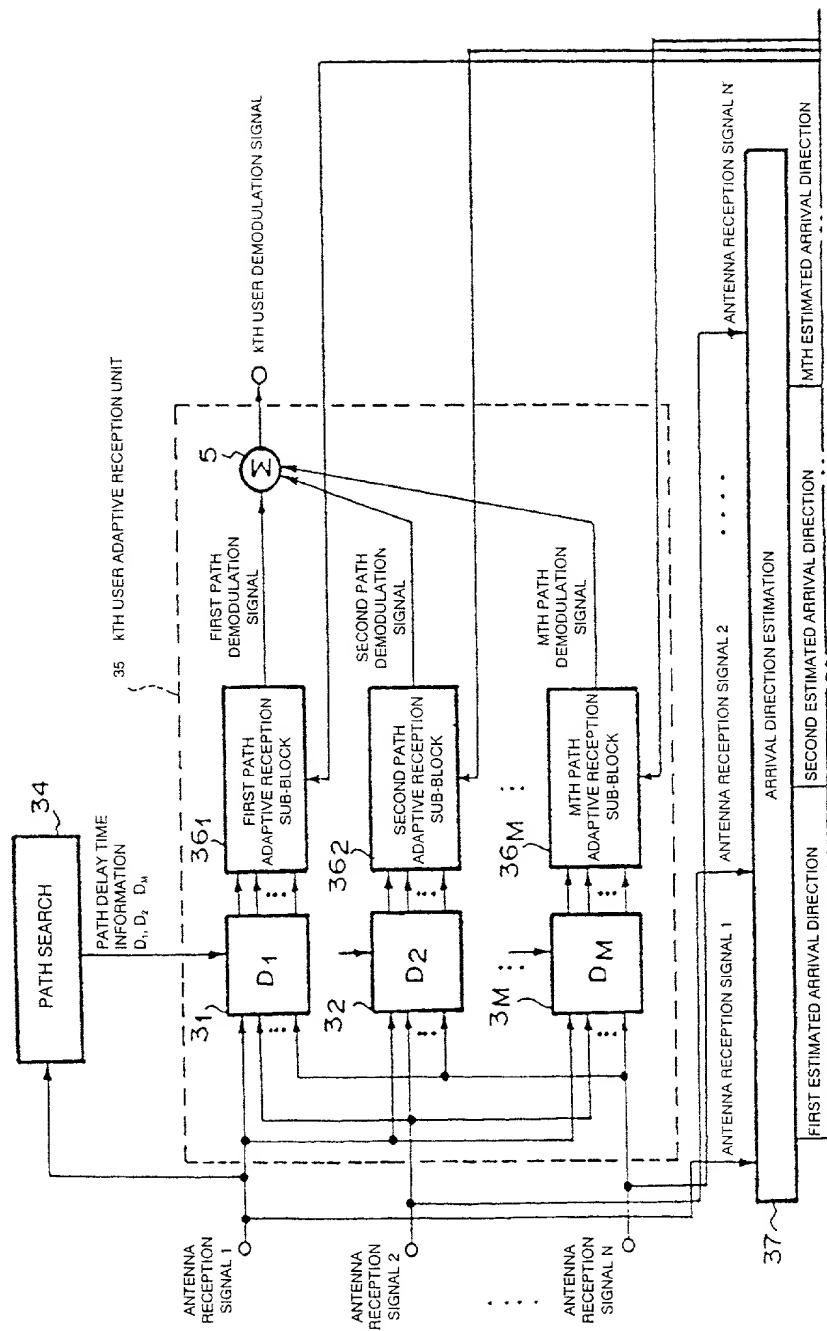 35 KTH USER ADAPTIVE RECEPTION UNIT
34
PATH SEARCH
PATH DELAY TIME
INFORMATION
D1, D2 DM
ANTENNA
RECEPTION
SIGNAL 1
ANTENNA
RECEPTION
SIGNAL 2
. . . .
ANTENNA
RECEPTION
SIGNAL N
31
D1
...
32
D2
...
3M
DM
...
361
FIRST PATH
ADAPTIVE RECEPTION
SUB-BLOCK
362
SECOND PATH
ADAPTIVE RECEPTION
SUB-BLOCK
36M
MTH PATH
ADAPTIVE RECEPTION
SUB-BLOCK
FIRST PATH
DEMODULATION
SIGNAL
SECOND PATH
DEMODULATION
SIGNAL
MTH PATH
DEMODULATION
SIGNAL
5
Σ
KTH USER DEMODULATION SIGNAL
ANTENNA RECEPTION SIGNAL 1
ANTENNA RECEPTION SIGNAL 2
. . . .
ANTENNA RECEPTION SIGNAL N
37
ARRIVAL DIRECTION ESTIMATION
FIRST ESTIMATED ARRIVAL DIRECTION
SECOND ESTIMATED ARRIVAL DIRECTION
MTH ESTIMATED ARRIVAL DIRECTION